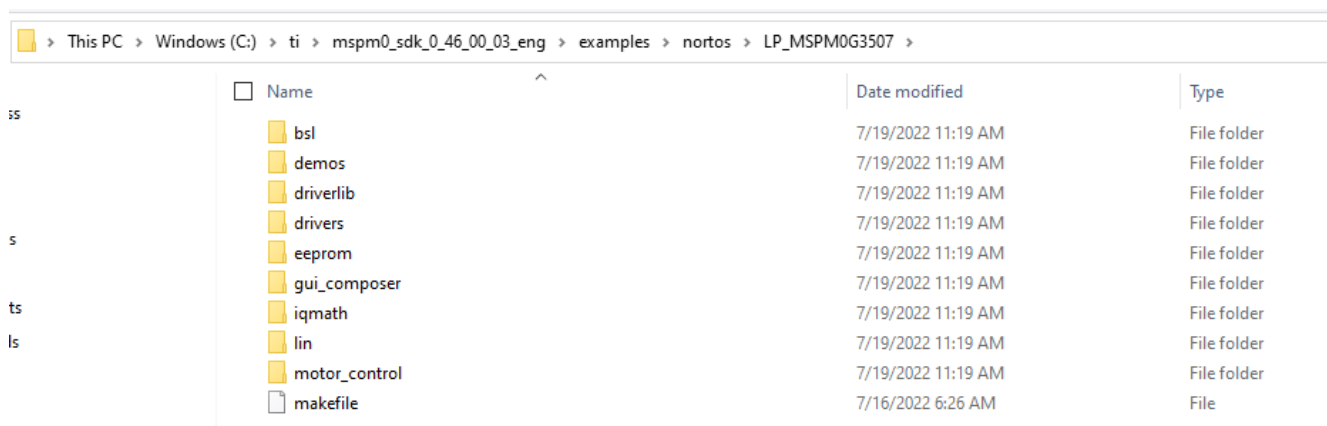 This PC > Windows (C:) > ti > mspm0_sdk_0_46_00_03_eng > examples > nortos > LP_MSPM0G3507 >
Name Date modified Type
ss
bsl 7/19/2022 11:19 AM File folder
demos 7/19/2022 11:19 AM File folder
driverlib 7/19/2022 11:19 AM File folder
drivers 7/19/2022 11:19 AM File folder
s
eeprom 7/19/2022 11:19 AM File folder
gui_composer 7/19/2022 11:19 AM File folder
ts
iqmath 7/19/2022 11:19 AM File folder
ls
lin 7/19/2022 11:19 AM File folder
motor_control 7/19/2022 11:19 AM File folder
makefile 7/16/2022 6:26 AM File